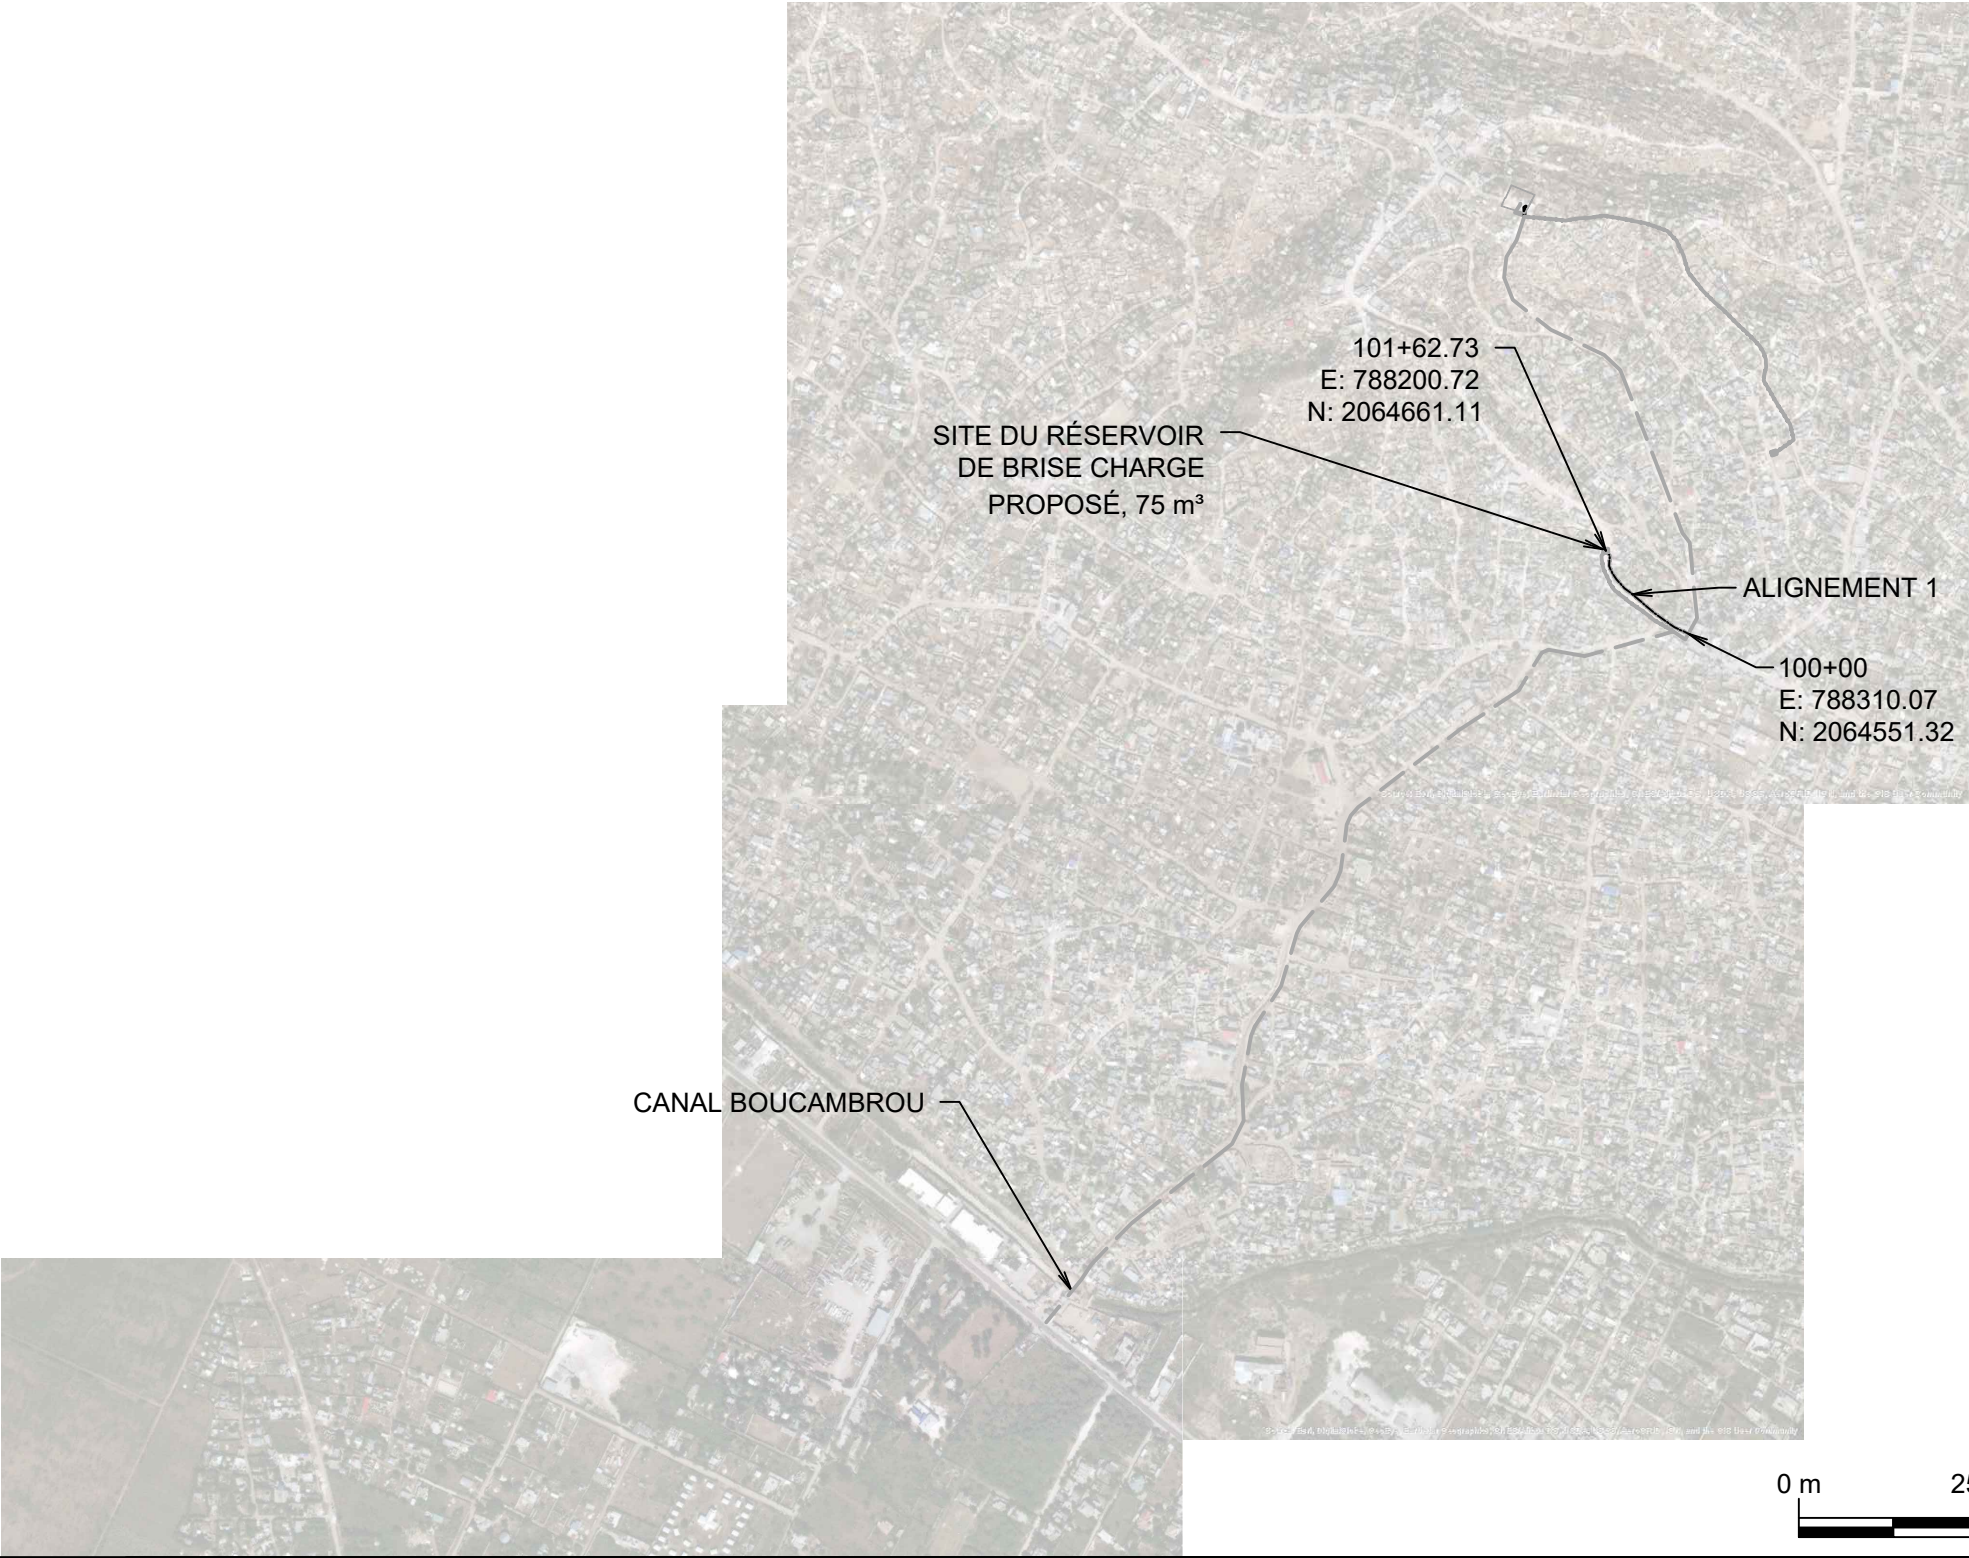 101+62.73
E: 788200.72
N: 2064661.11
SITE DU RÉSERVOIR
DE BRISE CHARGE
PROPOSÉ, 75 m³
ALIGNEMENT 1
100+00
E: 788310.07
N: 2064551.32
CANAL BOUCAMBROU
0 m